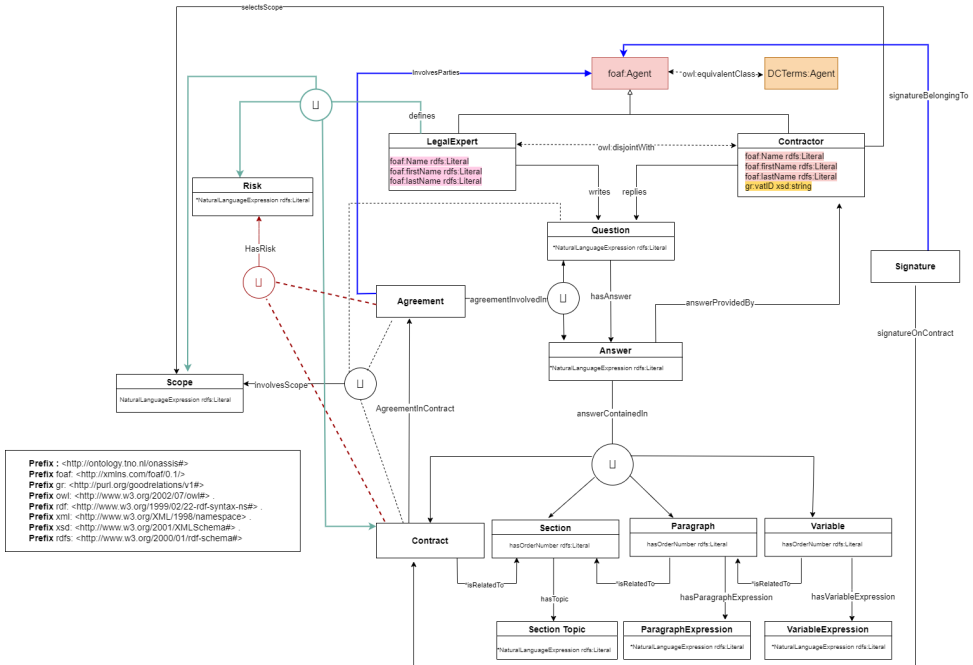 selectsScope
InvolvesParties
foaf:Agent
owl:equivalentClass
DCTerms:Agent
signatureBelongingTo
defines
LegalExpert
foaf:Name rdfs:Literal
foaf:firstName rdfs:Literal
foaf:lastName rdfs:Literal
owl:disjointWith
Contractor
foaf:Name rdfs:Literal
foaf:firstName rdfs:Literal
foaf:lastName rdfs:Literal
gr:vatID xsd:string
Risk
*NaturalLanguageExpression rdfs:Literal
writes
replies
Question
*NaturalLanguageExpression rdfs:Literal
HasRisk
Signature
Agreement
agreementInvolvedIn
hasAnswer
answerProvidedBy
signatureOnContract
Answer
*NaturalLanguageExpression rdfs:Literal
Scope
NaturalLanguageExpression rdfs:Literal
involvesScope
AgreementInContract
answerContainedIn
Prefix : <http://ontology.tno.nl/onassis#>
Prefix foaf: <http://xmlns.com/foaf/0.1/>
Prefix gr: <http://purl.org/goodrelations/v1#>
Prefix owl: <http://www.w3.org/2002/07/owl#> .
Prefix rdf: <http://www.w3.org/1999/02/22-rdf-syntax-ns#> .
Prefix xml: <http://www.w3.org/XML/1998/namespace> .
Prefix xsd: <http://www.w3.org/2001/XMLSchema#> .
Prefix rdfs: <http://www.w3.org/2000/01/rdf-schema#>
Contract
Section
hasOrderNumber rdfs:Literal
Paragraph
hasOrderNumber rdfs:Literal
Variable
hasOrderNumber rdfs:Literal
*isRelatedTo
*isRelatedTo
*isRelatedTo
hasTopic
hasParagraphExpression
hasVariableExpression
Section Topic
*NaturalLanguageExpression rdfs:Literal
ParagraphExpression
*NaturalLanguageExpression rdfs:Literal
VariableExpression
*NaturalLanguageExpression rdfs:Literal